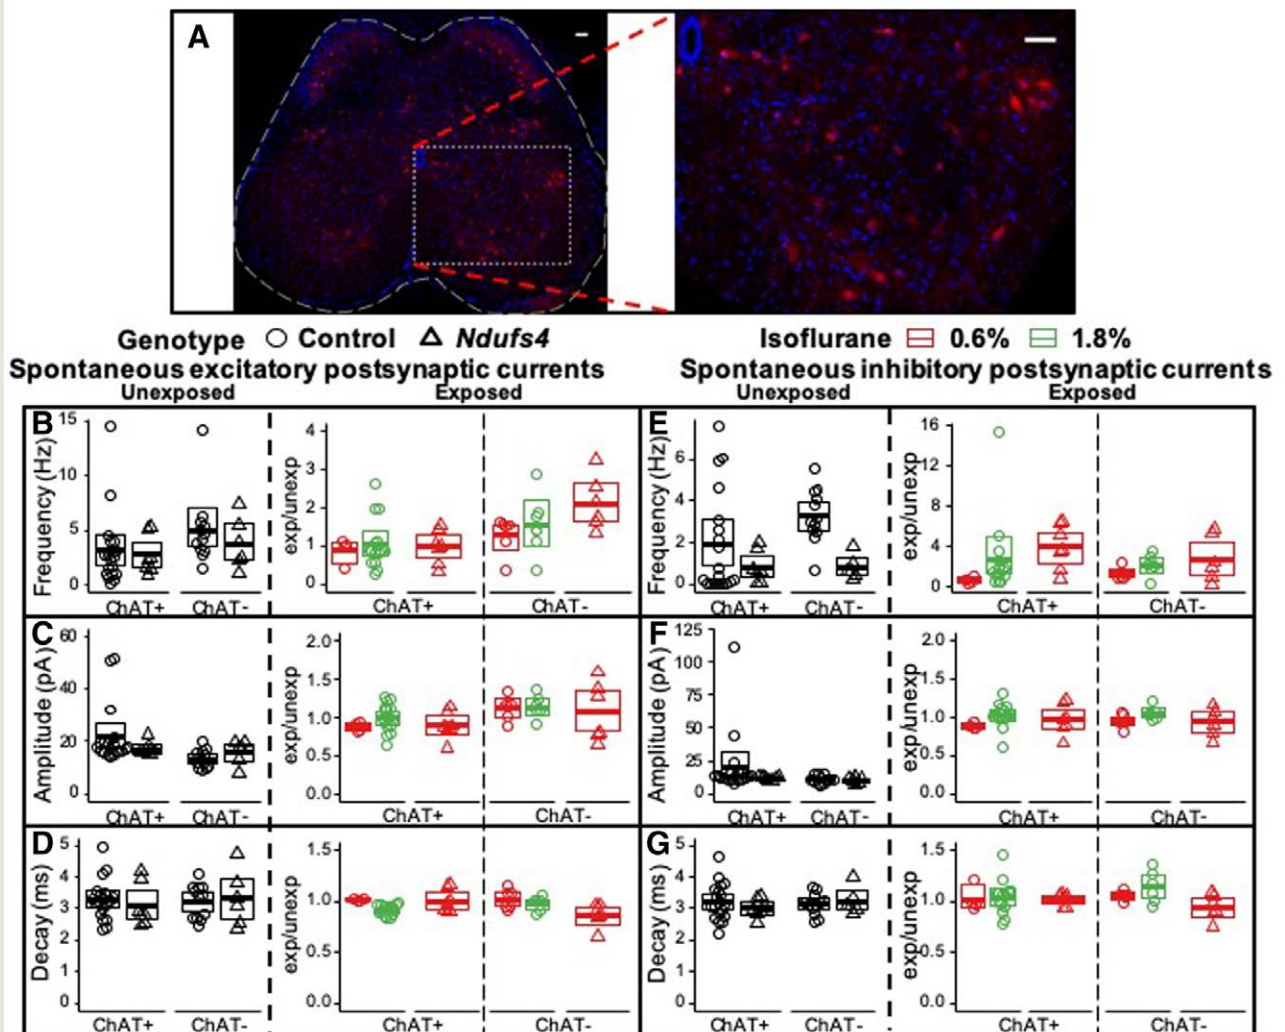 A
Genotype Control Ndufs4
Isoflurane 0.6% 1.8%
Spontaneous excitatory postsynaptic currents
Unexposed Exposed
Spontaneous inhibitory postsynaptic currents
Unexposed Exposed
B
Frequency (Hz)
15
10
5
0
ChAT+ ChAT-
exp/unexp
4
3
2
1
0
ChAT+ ChAT-
E
Frequency (Hz)
6
4
2
0
ChAT+ ChAT-
exp/unexp
16
12
8
4
0
ChAT+ ChAT-
C
Amplitude (pA)
60
40
20
0
ChAT+ ChAT-
exp/unexp
2.0
1.5
1.0
0.5
0.0
ChAT+ ChAT-
F
Amplitude (pA)
125
100
75
50
25
0
ChAT+ ChAT-
exp/unexp
2.0
1.5
1.0
0.5
0.0
ChAT+ ChAT-
D
Decay (ms)
5
4
3
2
1
0
ChAT+ ChAT-
exp/unexp
1.5
1.0
0.5
0.0
ChAT+ ChAT-
G
Decay (ms)
5
4
3
2
1
0
ChAT+ ChAT-
exp/unexp
1.5
1.0
0.5
0.0
ChAT+ ChAT-